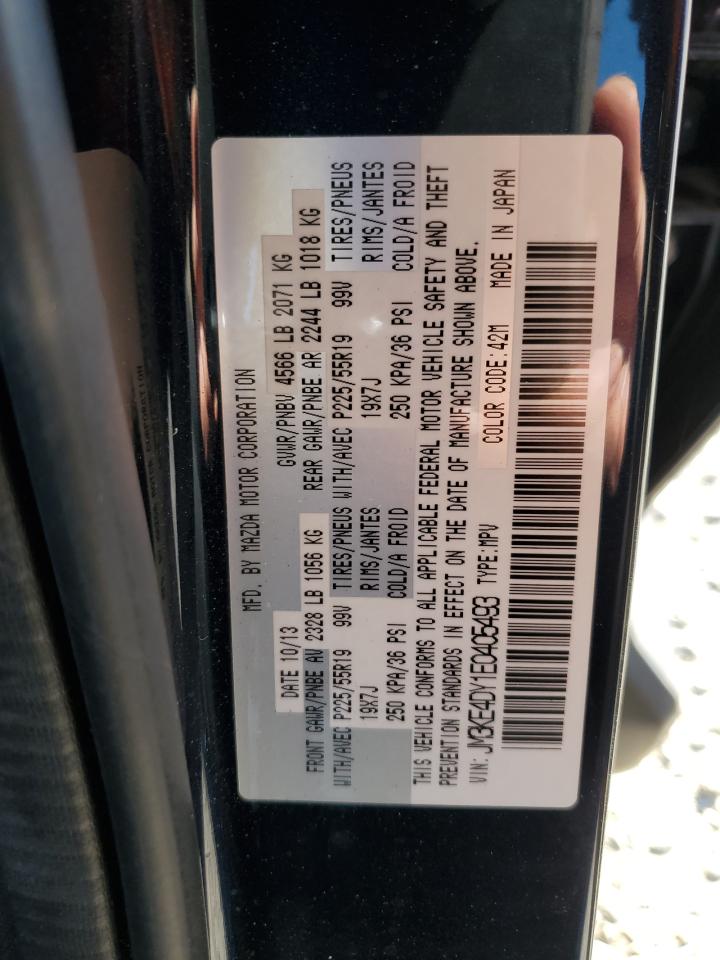 MFD. BY MAZDA MOTOR CORPORATION
DATE 10/13 GVWR/PNBV 4566 LB 2071 KG
FRONT GAWR/PNBE AV 2328 LB 1056 KG REAR GAWR/PNBE AR 2244 LB 1018 KG
WITH/AVEC P225/55R19 99V TIRES/PNEUS WITH/AVEC P225/55R19 99V TIRES/PNEUS
19X7J RIMS/JANTES 19X7J RIMS/JANTES
250 KPA/36 PSI COLD/A FROID 250 KPA/36 PSI COLD/A FROID
THIS VEHICLE CONFORMS TO ALL APPLICABLE FEDERAL MOTOR VEHICLE SAFETY AND THEFT
PREVENTION STANDARDS IN EFFECT ON THE DATE OF MANUFACTURE SHOWN ABOVE.
VIN: JM3KE4DY1E0405493 TYPE:MPV COLOR CODE:42M MADE IN JAPAN